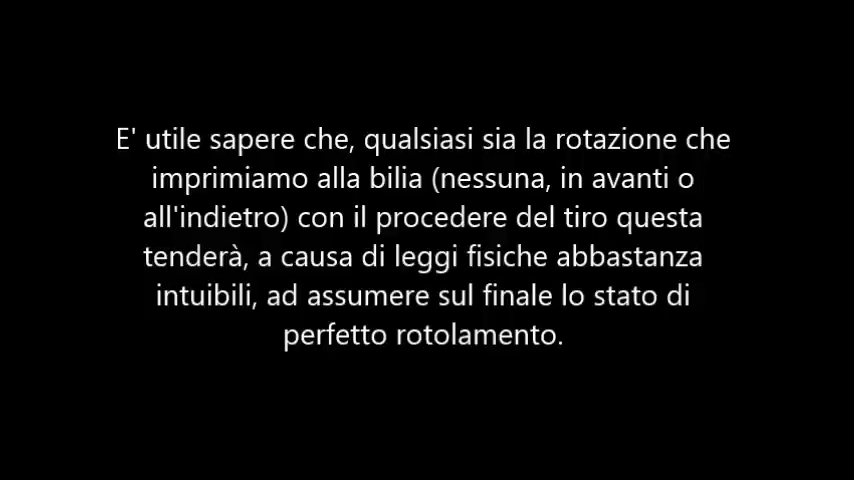 E' utile sapere che, qualsiasi sia la rotazione che
imprimiamo alla bilia (nessuna, in avanti o
all'indietro) con il procedere del tiro questa
tenderà, a causa di leggi fisiche abbastanza
intuibili, ad assumere sul finale lo stato di
perfetto rotolamento.